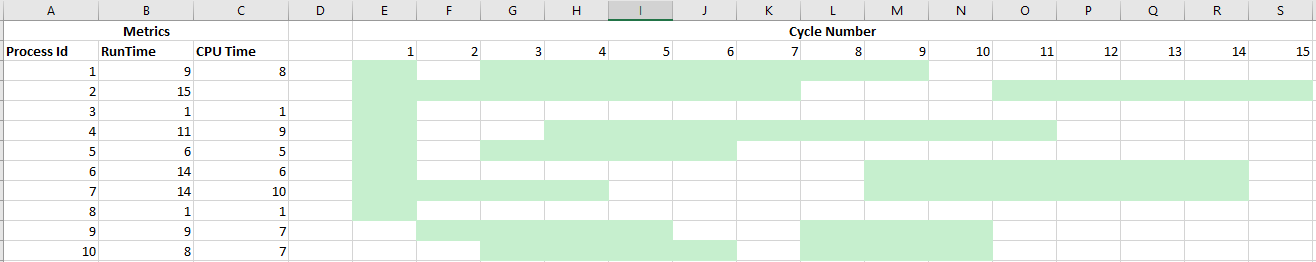 A B C D E F G H I J K L M N O P Q R S
Metrics Cycle Number
Process Id RunTime CPU Time 1 2 3 4 5 6 7 8 9 10 11 12 13 14 15
1 9 8
2 15
3 1 1
4 11 9
5 6 5
6 14 6
7 14 10
8 1 1
9 9 7
10 8 7